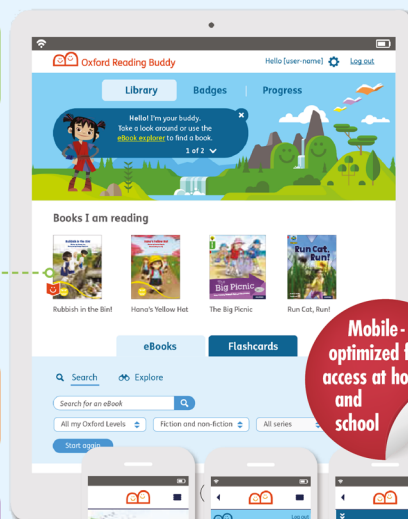 Oxford Reading Buddy
Hello [user-name]
Log out
Library
Badges
Progress
Hello! I'm your buddy.
Take a look around or use the
eBook explorer to find a book.
1 of 2
Books I am reading
Rubbish in the Bin!
Hana's Yellow Hat
The
Big Picnic
Run Cat,
Run!
Rubbish in the Bin!
Hana's Yellow Hat
The Big Picnic
Run Cat, Run!
Mobile-
optimized f
access at ho
and
school
eBooks
Flashcards
Search
Explore
Search for an eBook
All my Oxford Levels
Fiction and non-fiction
All series
Start again
Log out